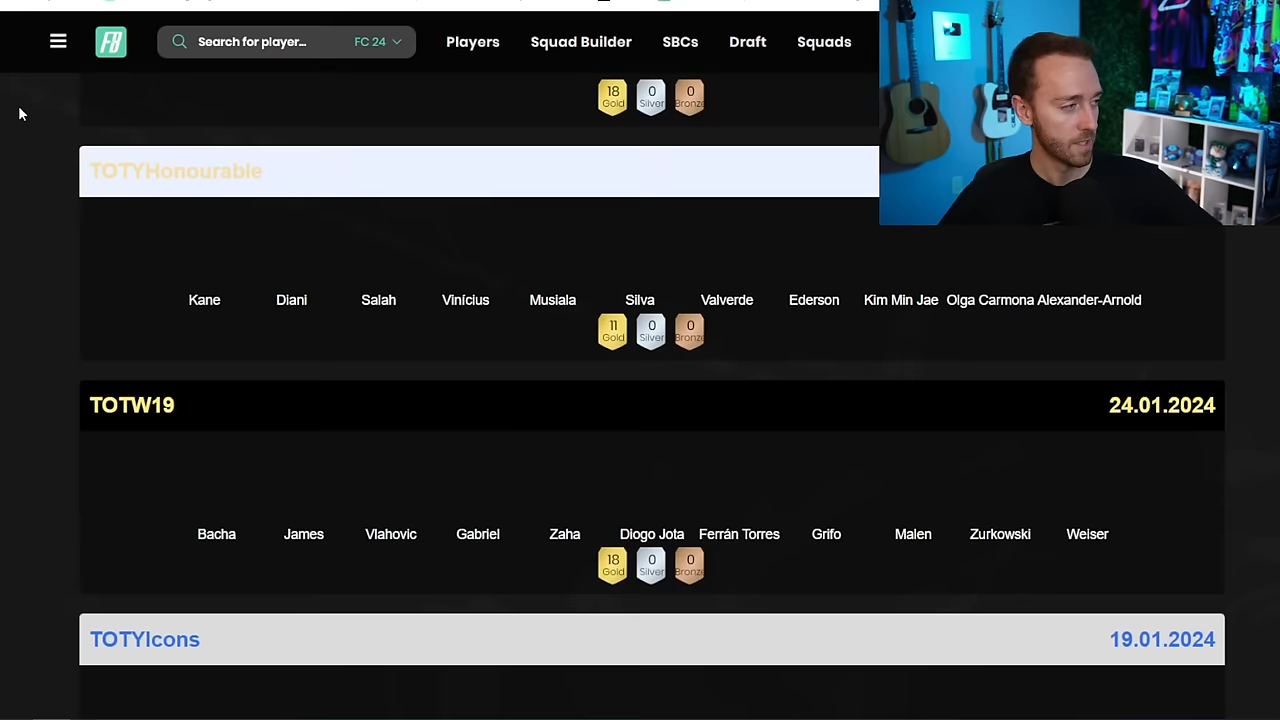 FB Search for player... FC 24 Players Squad Builder SBCs Draft Squads
18 0 0
Gold Silver Bronze
TOTYHonourable
Kane Diani Salah Vinícius Musiala Silva Valverde Ederson Kim Min Jae Olga Carmona Alexander-Arnold
11 0 0
Gold Silver Bronze
TOTW19 24.01.2024
Bacha James Vlahovic Gabriel Zaha Diogo Jota Ferrán Torres Grifo Malen Zurkowski Weiser
18 0 0
Gold Silver Bronze
TOTYIcons 19.01.2024